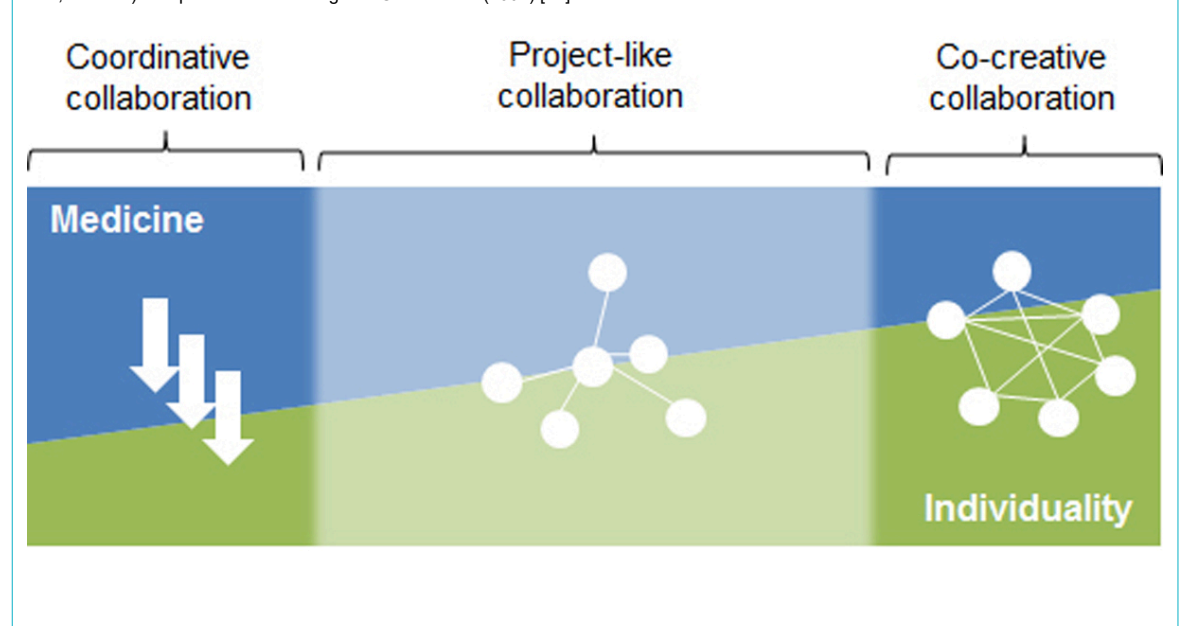 Coordinative
collaboration
Project-like
collaboration
Co-creative
collaboration
Medicine
Individuality